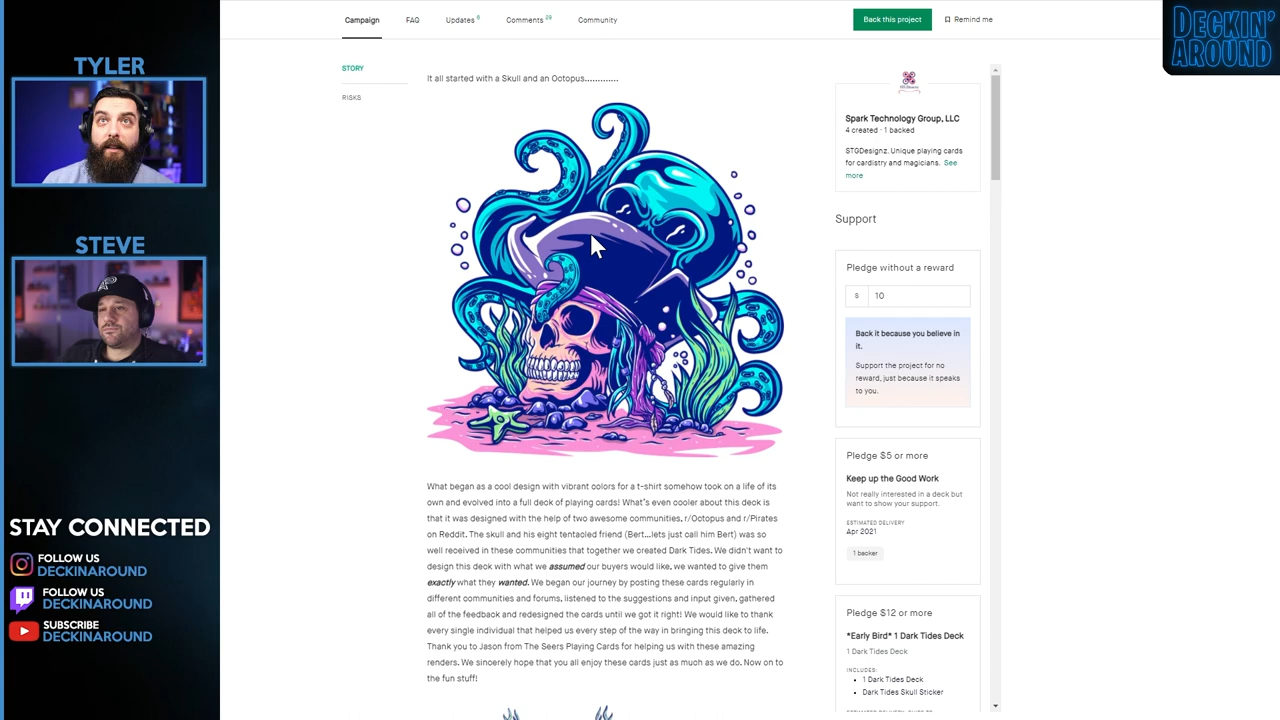 TYLER
STEVE
STAY CONNECTED
FOLLOW US
DECKINAROUND
FOLLOW US
DECKINAROUND
SUBSCRIBE
DECKINAROUND
Campaign FAQ Updates 8 Comments 29 Community
Back this project Remind me
DECKIN'
AROUND
STORY
RISKS
It all started with a Skull and an Octopus.............
What began as a cool design with vibrant colors for a t-shirt somehow took on a life of its
own and evolved into a full deck of playing cards! What's even cooler about this deck is
that it was designed with the help of two awesome communities, r/Octopus and r/Pirates
on Reddit. The skull and his eight tentacled friend (Bert...lets just call him Bert) was so
well received in these communities that together we created Dark Tides. We didn't want to
design this deck with what we assumed our buyers would like, we wanted to give them
exactly what they wanted. We began our journey by posting these cards regularly in
different communities and forums, listened to the suggestions and input given, gathered
all of the feedback and redesigned the cards until we got it right! We would like to thank
every single individual that helped us every step of the way in bringing this deck to life.
Thank you to Jason from The Seers Playing Cards for helping us with these amazing
renders. We sincerely hope that you all enjoy these cards just as much as we do. Now on to
the fun stuff!
Spark Technology Group, LLC
4 created · 1 backed
STGDesignz. Unique playing cards
for cardistry and magicians. See
more
Support
Pledge without a reward
$ 10
Back it because you believe in
it.
Support the project for no
reward, just because it speaks
to you.
Pledge $5 or more
Keep up the Good Work
Not really interested in a deck but
want to show your support.
ESTIMATED DELIVERY
Apr 2021
1 backer
Pledge $12 or more
*Early Bird* 1 Dark Tides Deck
1 Dark Tides Deck
INCLUDES:
• 1 Dark Tides Deck
• Dark Tides Skull Sticker